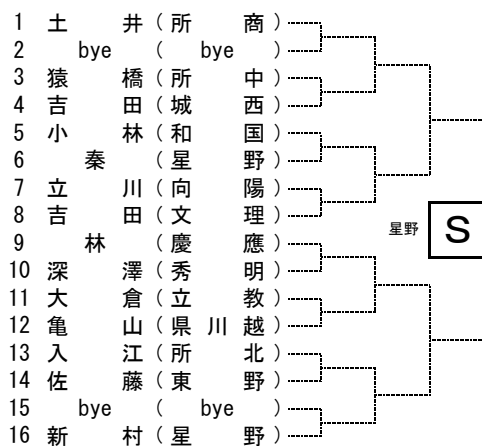 1 土 井 ( 所 商 )
2 bye ( bye )
3 猿 橋 ( 所 中 )
4 吉 田 ( 城 西 )
5 小 林 ( 和 国 )
6 秦 ( 星 野 )
7 立 川 ( 向 陽 )
8 吉 田 ( 文 理 )
星野 S
9 林 ( 慶 應 )
10 深 澤 ( 秀 明 )
11 大 倉 ( 立 教 )
12 亀 山 ( 県 川 越 )
13 入 江 ( 所 北 )
14 佐 藤 ( 東 野 )
15 bye ( bye )
16 新 村 ( 星 野 )